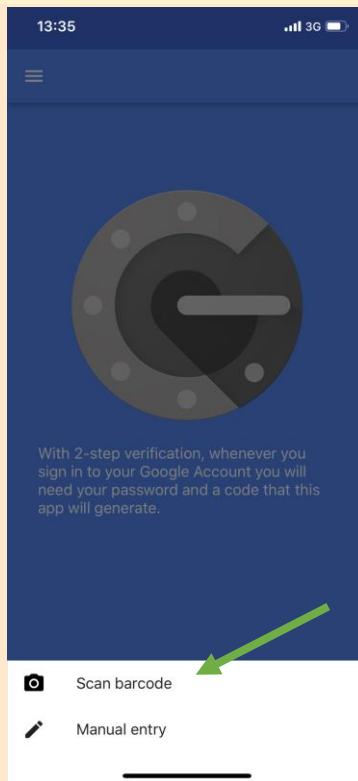 13:35 3G
With 2-step verification, whenever you
sign in to your Google Account you will
need your password and a code that this
app will generate.
Scan barcode
Manual entry